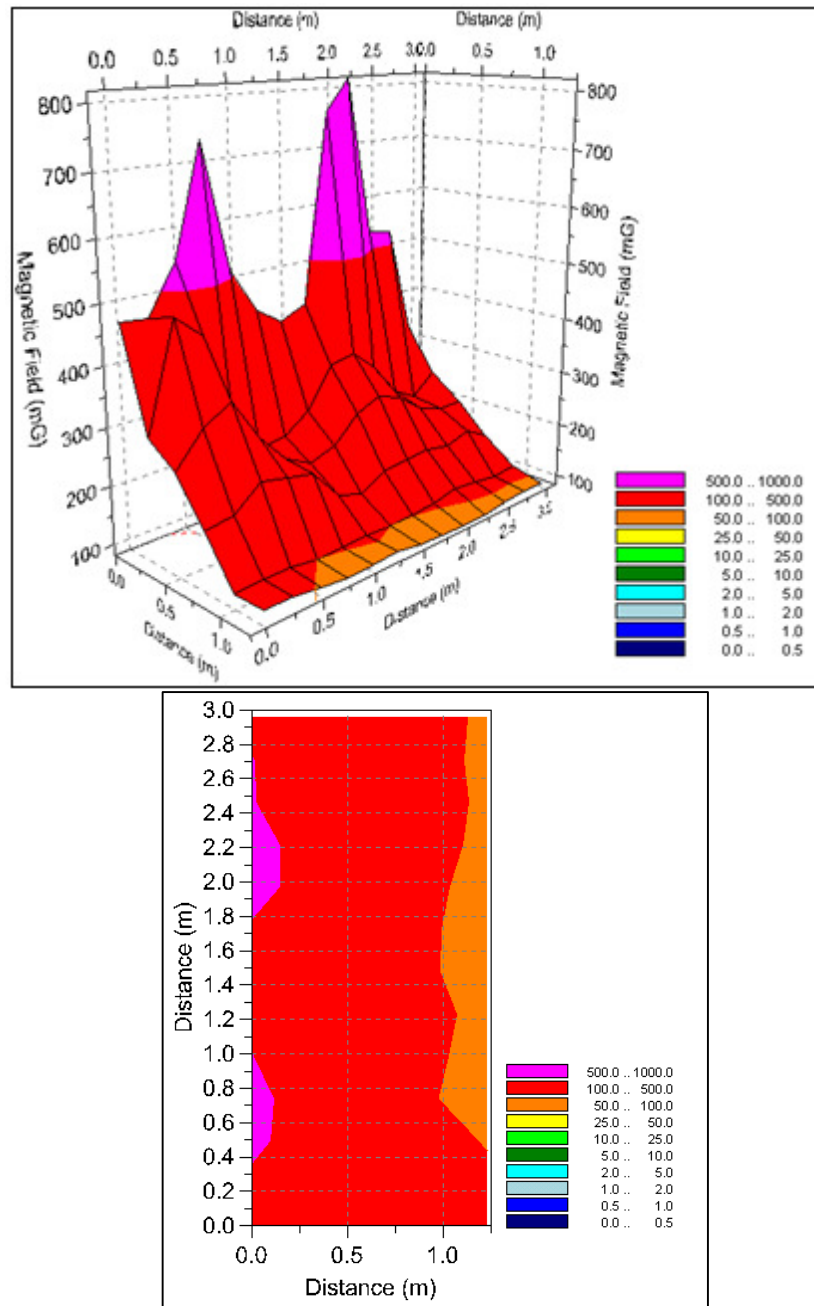 Distance (m) Distance (m)
0.0 0.5 1.0 1.5 2.0 2.5 3.0 0.0 0.5 1.0
800 800
700 700
600 600
500 500
400 400
300 300
200 200
100 100
Magnetic Field (mG)
Magnetic Field (mG)
0.0 0.5 1.0
Distance (m)
0.0 0.5 1.0 1.5 2.0 2.5 3.0
Distance (m)
500.0 .. 1000.0
100.0 .. 500.0
50.0 .. 100.0
25.0 .. 50.0
10.0 .. 25.0
5.0 .. 10.0
2.0 .. 5.0
1.0 .. 2.0
0.5 .. 1.0
0.0 .. 0.5
3.0
2.8
2.6
2.4
2.2
2.0
1.8
1.6
1.4
1.2
1.0
0.8
0.6
0.4
0.2
0.0
Distance (m)
0.0 0.5 1.0
Distance (m)
500.0 .. 1000.0
100.0 .. 500.0
50.0 .. 100.0
25.0 .. 50.0
10.0 .. 25.0
5.0 .. 10.0
2.0 .. 5.0
1.0 .. 2.0
0.5 .. 1.0
0.0 .. 0.5